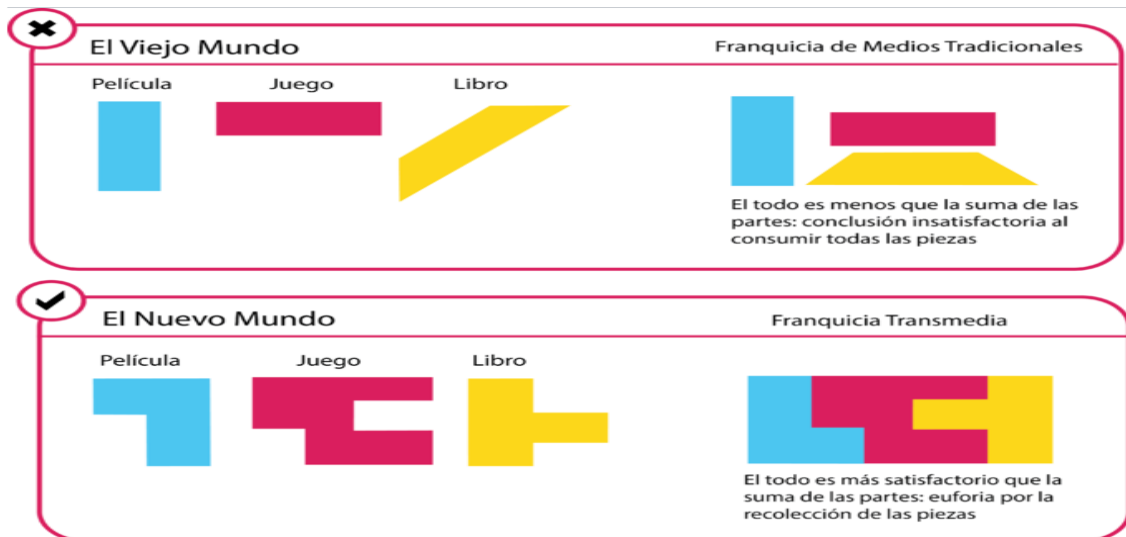 El Viejo Mundo
Franquicia de Medios Tradicionales
Película
Juego
Libro
El todo es menos que la suma de las
partes: conclusión insatisfactoria al
consumir todas las piezas
El Nuevo Mundo
Franquicia Transmedia
Película
Juego
Libro
El todo es más satisfactorio que la
suma de las partes: euforia por la
recolección de las piezas